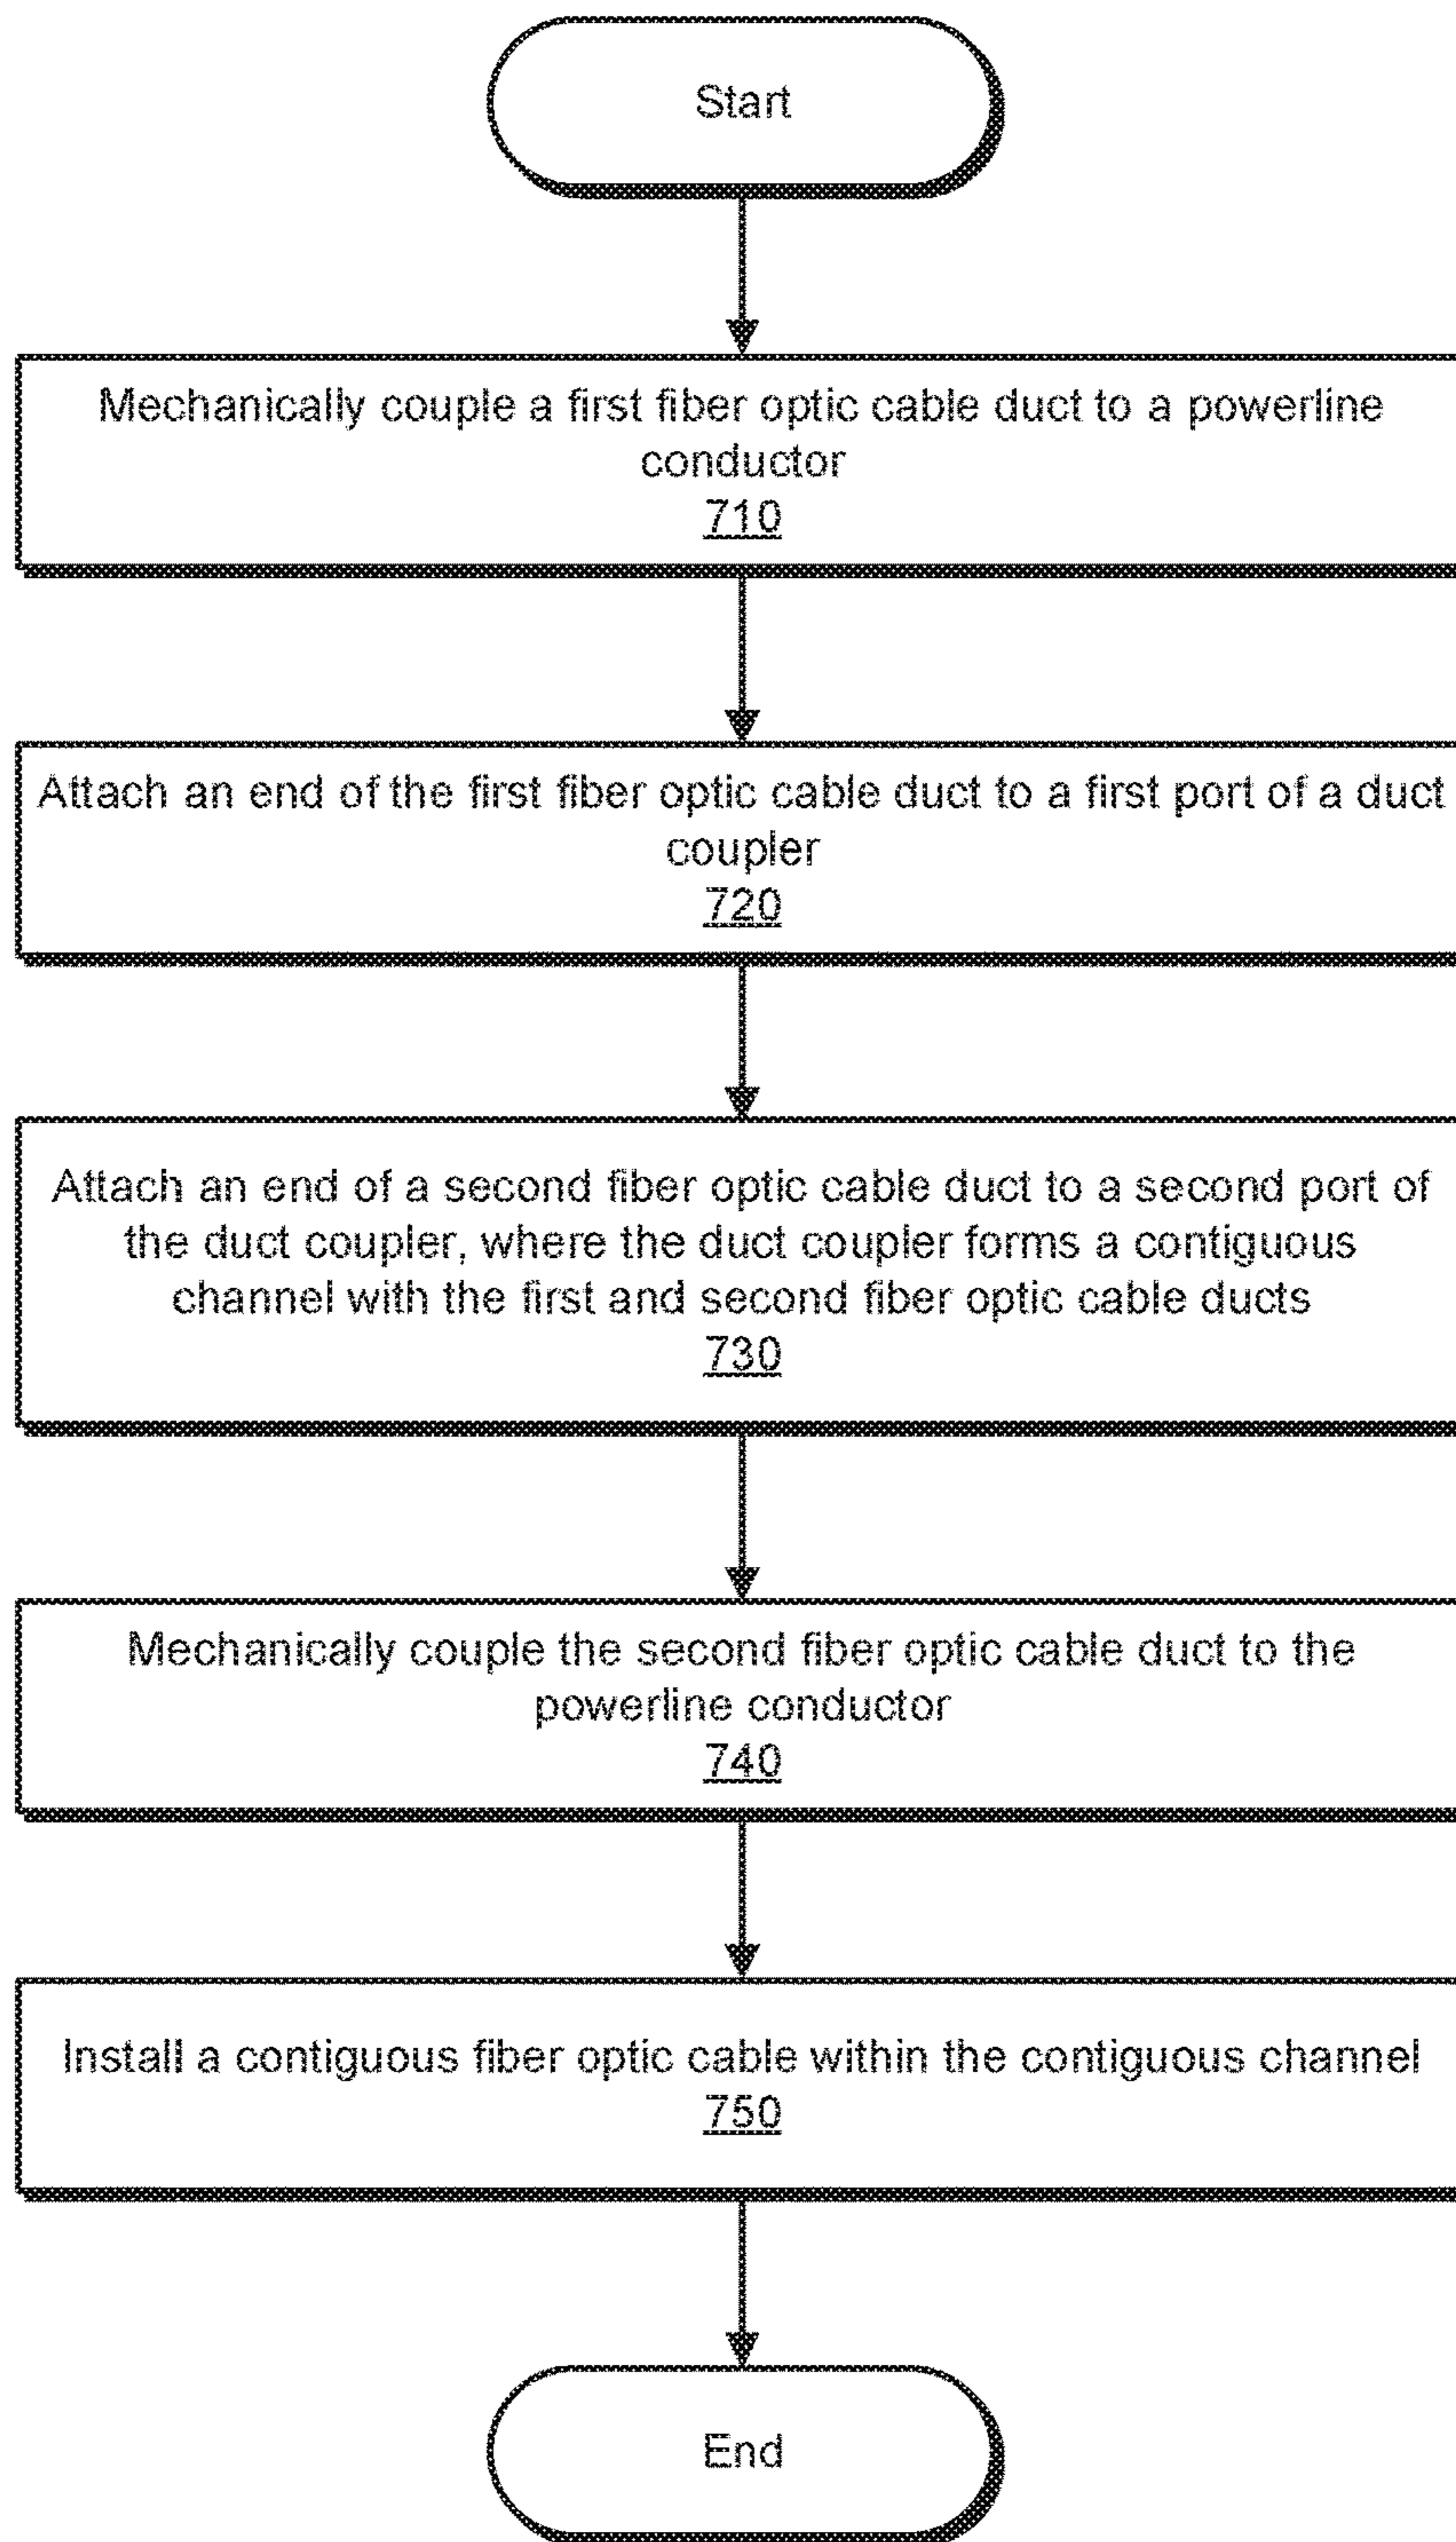 Start
Mechanically couple a first fiber optic cable duct to a powerline
conductor
710
Attach an end of the first fiber optic cable duct to a first port of a duct
coupler
720
Attach an end of a second fiber optic cable duct to a second port of
the duct coupler, where the duct coupler forms a contiguous
channel with the first and second fiber optic cable ducts
730
Mechanically couple the second fiber optic cable duct to the
powerline conductor
740
Install a contiguous fiber optic cable within the contiguous channel
750
End